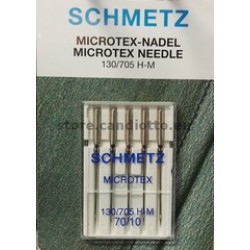 SCHMETZ
MICROTEX-NADEL
MICROTEX NEEDLE
130/705 H-M
SCHMETZ
MICROTEX
130/705 H-M
70/10